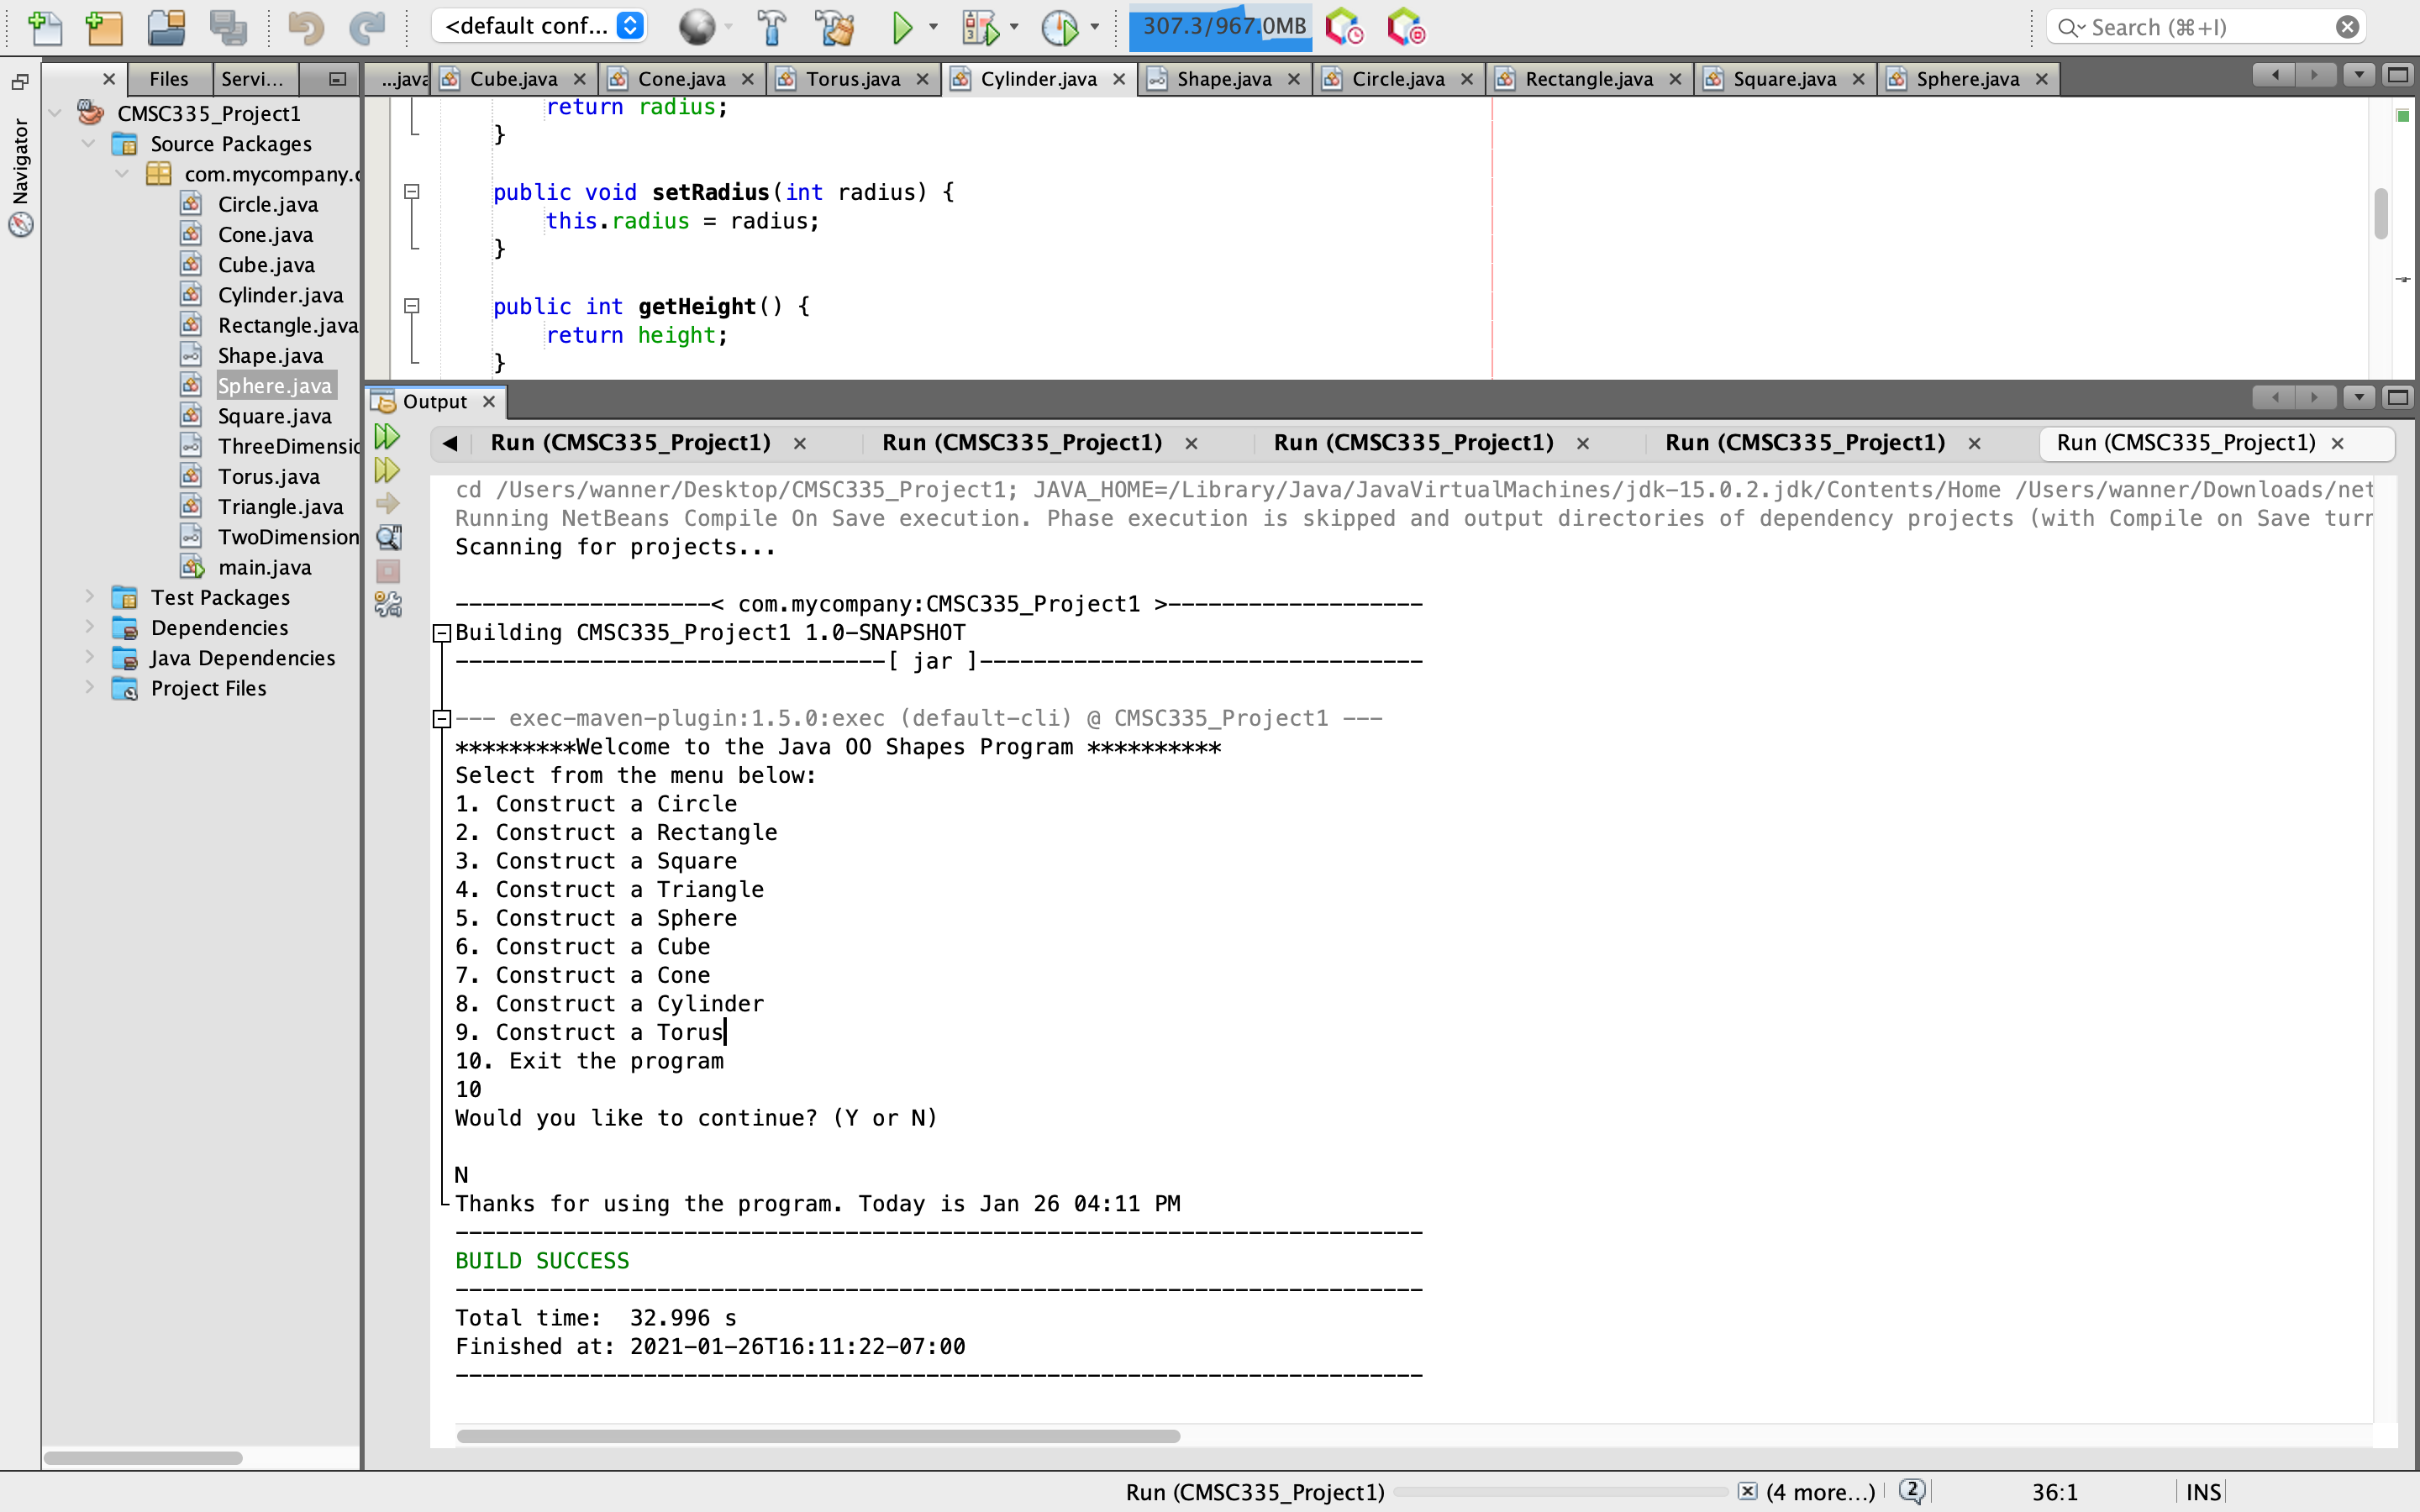 <default conf...
307.3/967.0MB
Search (⌘+I)
Files
Servi...
...java
Cube.java
Cone.java
Torus.java
Cylinder.java
Shape.java
Circle.java
Rectangle.java
Square.java
Sphere.java
Navigator
CMSC335_Project1
Source Packages
com.mycompany.c
Circle.java
Cone.java
Cube.java
Cylinder.java
Rectangle.java
Shape.java
Sphere.java
Square.java
ThreeDimensio
Torus.java
Triangle.java
TwoDimension
main.java
Test Packages
Dependencies
Java Dependencies
Project Files
return radius;
}
public void setRadius(int radius) {
this.radius = radius;
}
public int getHeight() {
return height;
}
Output
Run (CMSC335_Project1)
Run (CMSC335_Project1)
Run (CMSC335_Project1)
Run (CMSC335_Project1)
Run (CMSC335_Project1)
cd /Users/wanner/Desktop/CMSC335_Project1; JAVA_HOME=/Library/Java/JavaVirtualMachines/jdk-15.0.2.jdk/Contents/Home /Users/wanner/Downloads/net
Running NetBeans Compile On Save execution. Phase execution is skipped and output directories of dependency projects (with Compile on Save turn
Scanning for projects...
-------------------< com.mycompany:CMSC335_Project1 >-------------------
Building CMSC335_Project1 1.0-SNAPSHOT
--------------------------------[ jar ]---------------------------------
--- exec-maven-plugin:1.5.0:exec (default-cli) @ CMSC335_Project1 ---
*********Welcome to the Java OO Shapes Program **********
Select from the menu below:
1. Construct a Circle
2. Construct a Rectangle
3. Construct a Square
4. Construct a Triangle
5. Construct a Sphere
6. Construct a Cube
7. Construct a Cone
8. Construct a Cylinder
9. Construct a Torus
10. Exit the program
10
Would you like to continue? (Y or N)
N
Thanks for using the program. Today is Jan 26 04:11 PM
------------------------------------------------------------------------
BUILD SUCCESS
------------------------------------------------------------------------
Total time:  32.996 s
Finished at: 2021-01-26T16:11:22-07:00
------------------------------------------------------------------------
Run (CMSC335_Project1)
(4 more...)
2
36:1
INS